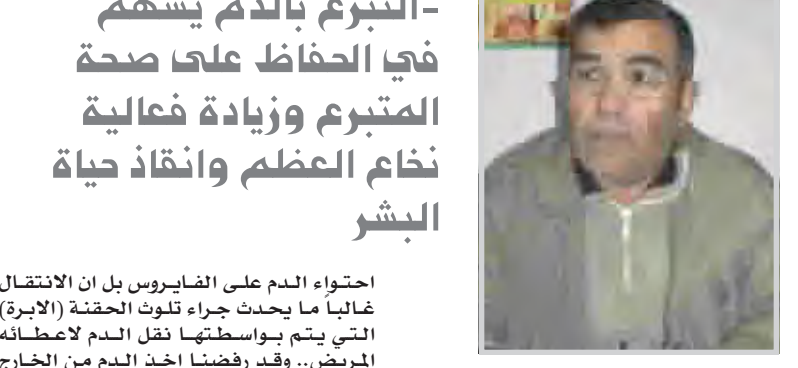 -التبرع بالدم يسهم
في الحفاظ على صحة
المتبرع وزيادة فعالية
نخاع العظم وانقاذ حياة
البشر
احتواء الدم على الفايروس بل ان الانتقال
غالباً ما يحدث جراء تلوث الحقنة (الابرة)
التي يتم بواسطتها نقل الدم لاعطائه
المريض.. وقد رفضنا اخذ الدم من الخارج